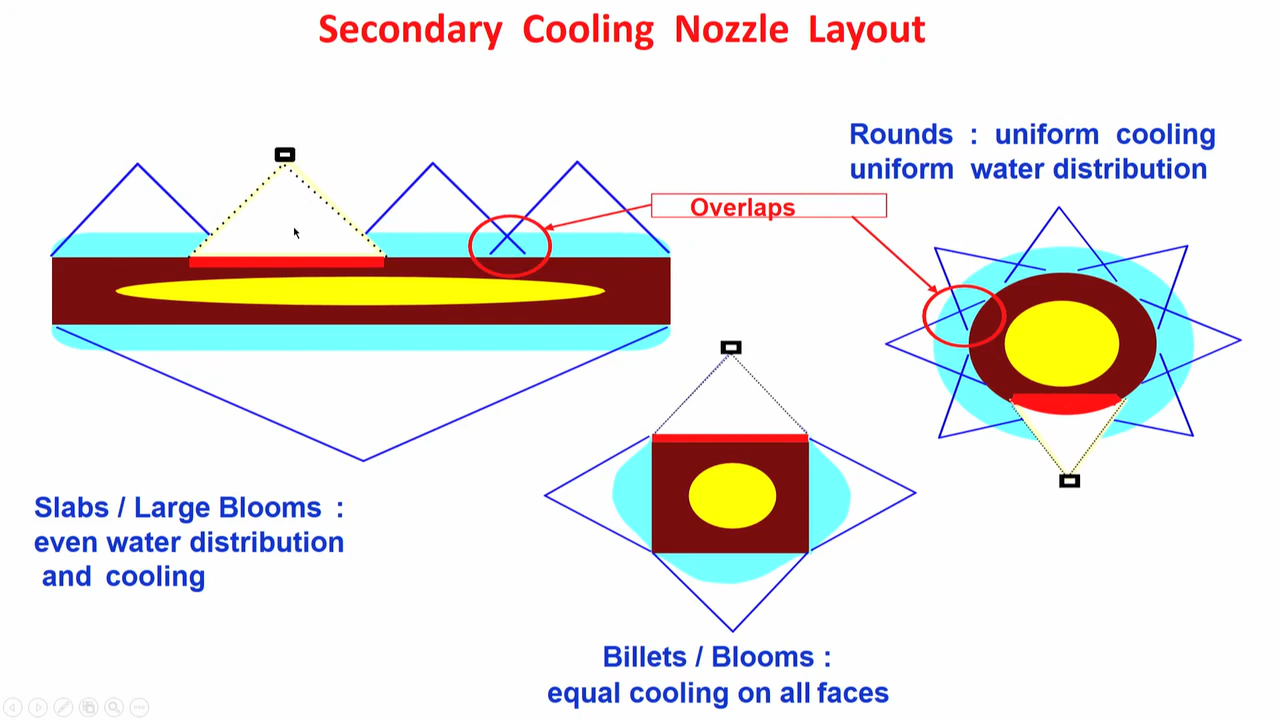 Secondary Cooling Nozzle Layout
Rounds : uniform cooling
uniform water distribution
Overlaps
Slabs / Large Blooms :
even water distribution
and cooling
Billets / Blooms :
equal cooling on all faces